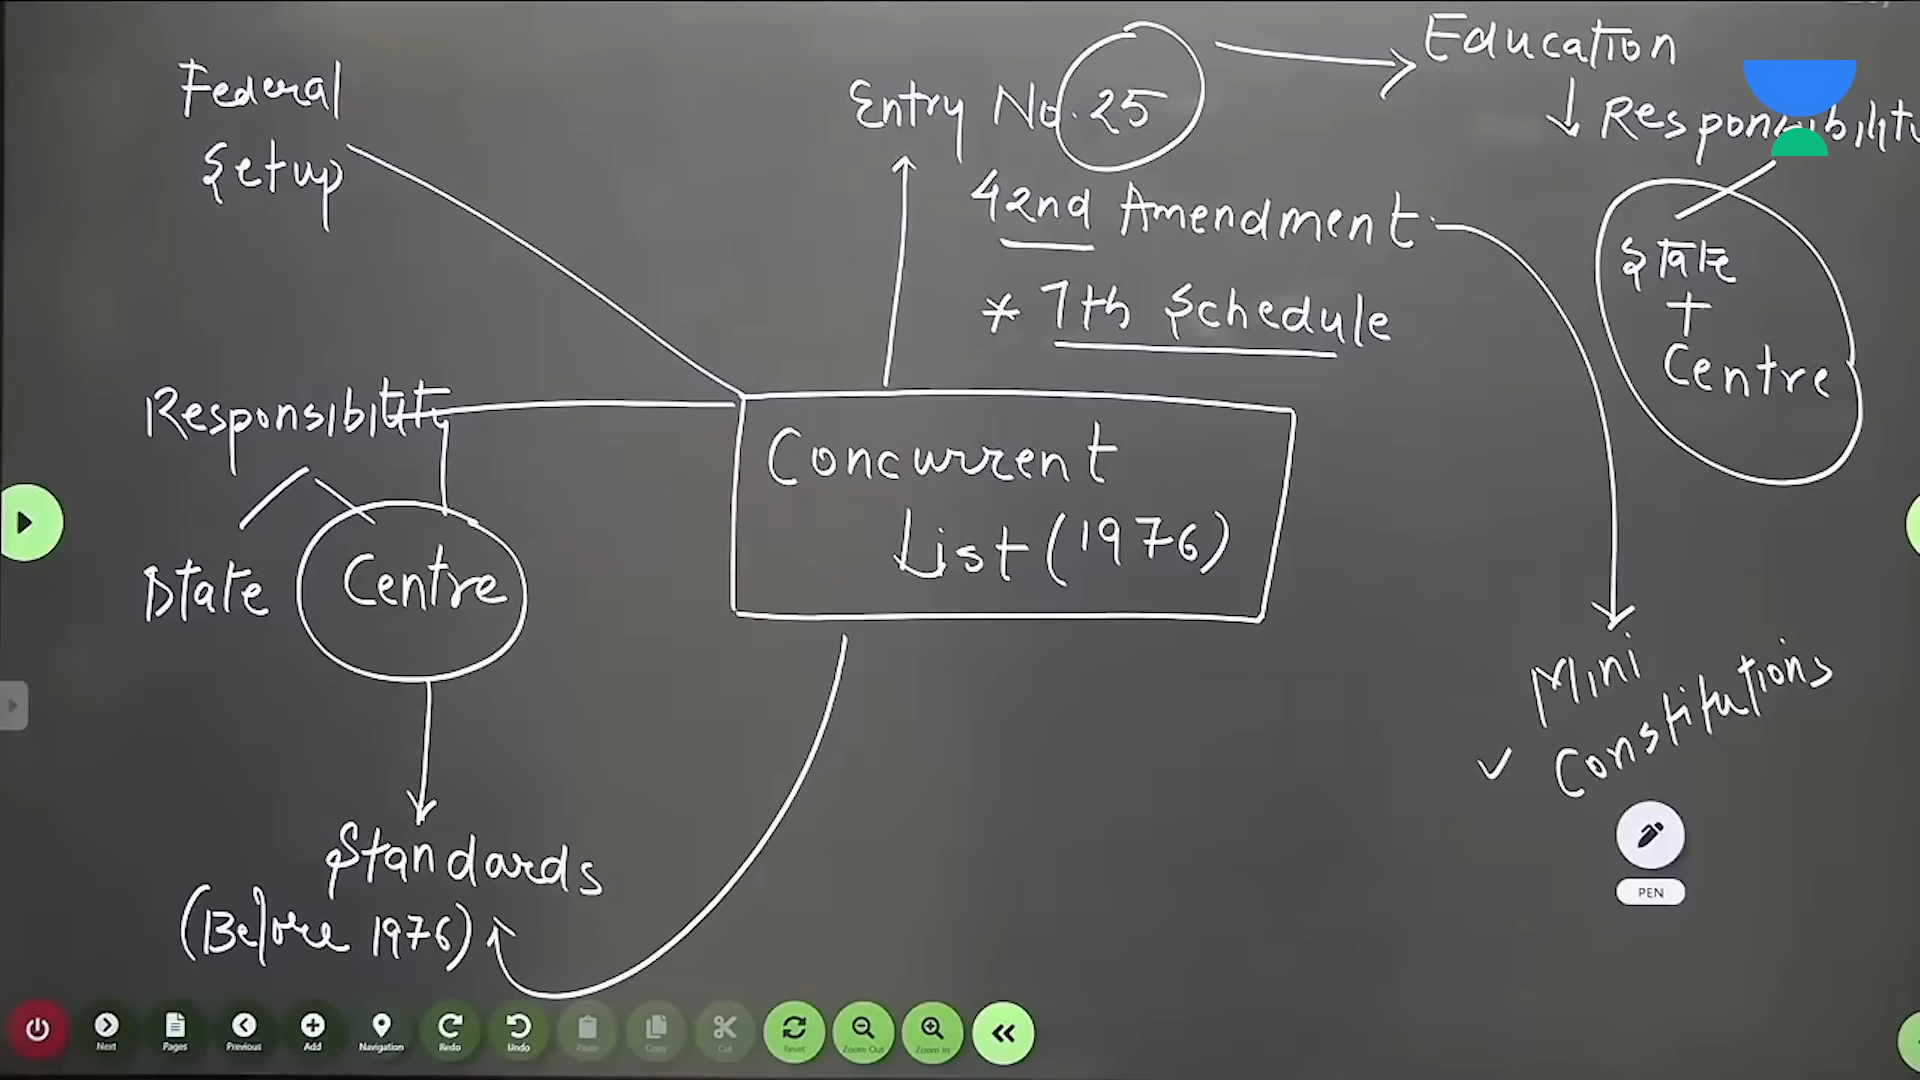 Federal
Setup
Entry No. 25
Education
Responsibility
42nd Amendment
* 7th Schedule
State
+
Centre
Responsibility
State
Centre
Concurrent
List (1976)
Mini
✓ Constitutions
Standards
(Before 1976)
PEN
Next
Pages
Previous
Add
Navigation
Redo
Undo
Paste
Copy
Cut
Reset
Zoom Out
Zoom In